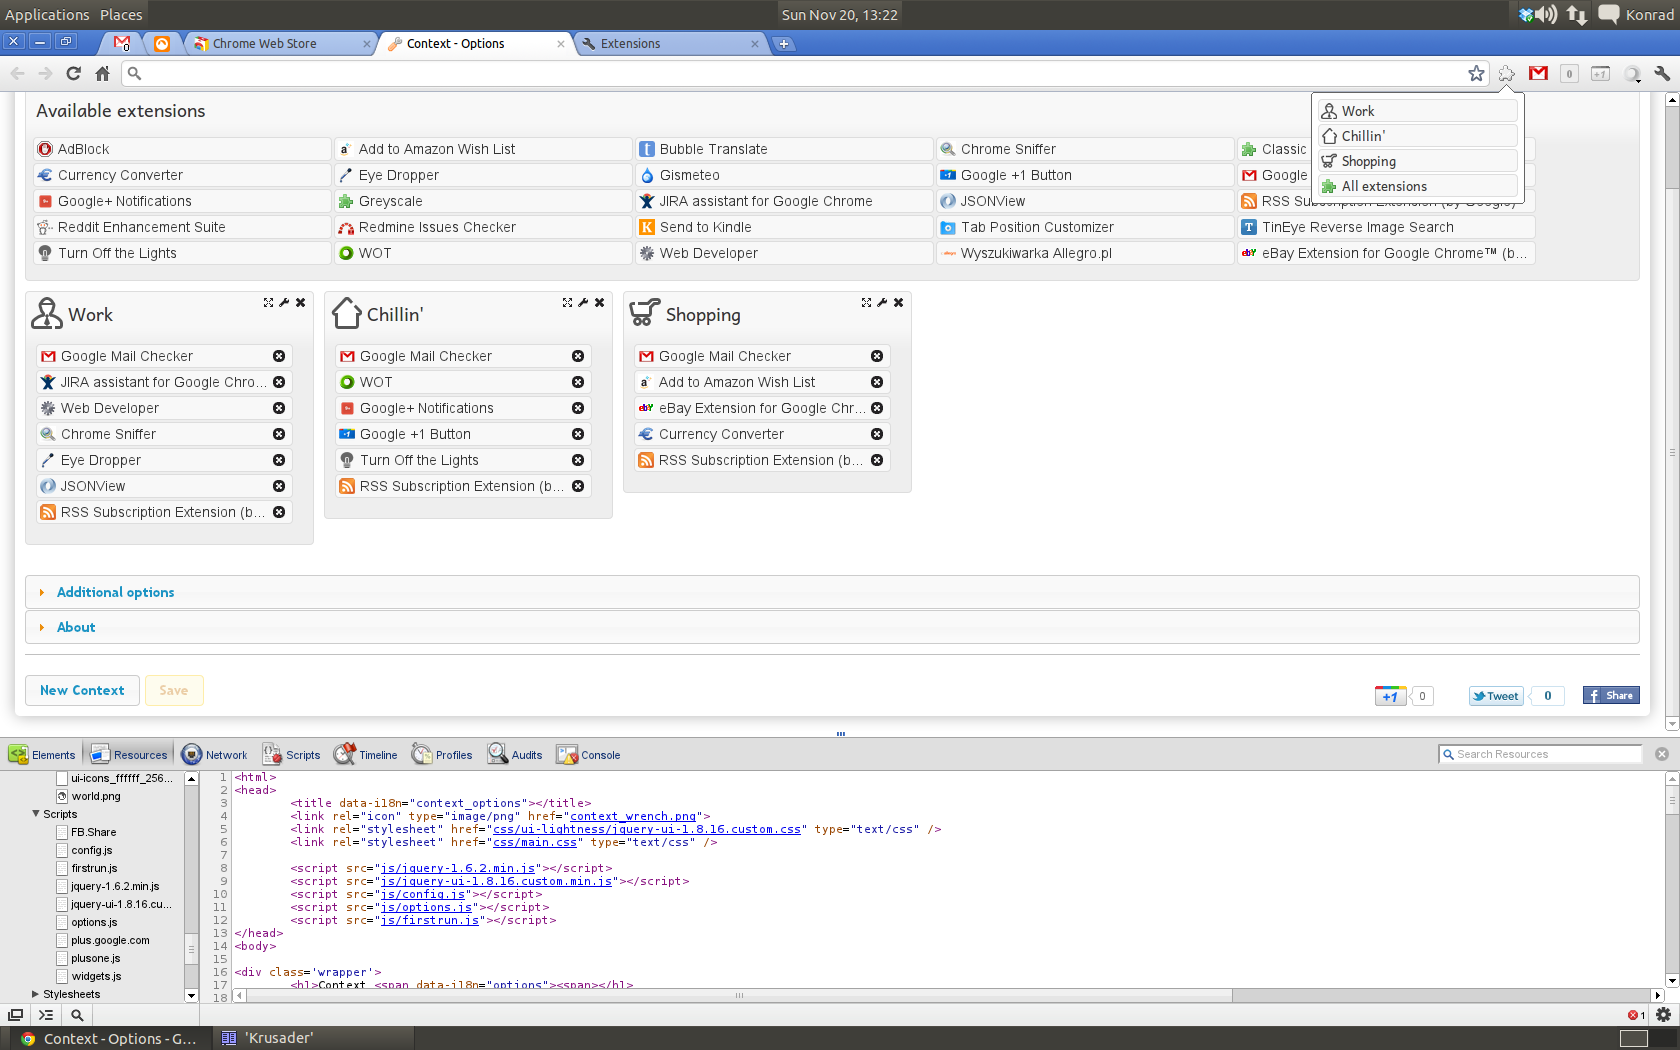 Applications Places
Sun Nov 20, 13:22
Konrad
Chrome Web Store
Context - Options
Extensions
Available extensions
AdBlock
Add to Amazon Wish List
Bubble Translate
Chrome Sniffer
Classic
Currency Converter
Eye Dropper
Gismeteo
Google +1 Button
Google
Google+ Notifications
Greyscale
JIRA assistant for Google Chrome
JSONView
RSS Subscription Extension (by Google)
Reddit Enhancement Suite
Redmine Issues Checker
Send to Kindle
Tab Position Customizer
TinEye Reverse Image Search
Turn Off the Lights
WOT
Web Developer
Wyszukiwarka Allegro.pl
eBay Extension for Google Chrome™ (b...
Work
Chillin'
Shopping
All extensions
Work
Google Mail Checker
JIRA assistant for Google Chro...
Web Developer
Chrome Sniffer
Eye Dropper
JSONView
RSS Subscription Extension (b...
Chillin'
Google Mail Checker
WOT
Google+ Notifications
Google +1 Button
Turn Off the Lights
RSS Subscription Extension (b...
Shopping
Google Mail Checker
Add to Amazon Wish List
eBay Extension for Google Chr...
Currency Converter
RSS Subscription Extension (b...
Additional options
About
New Context
Save
+1
0
Tweet
0
Share
Elements
Resources
Network
Scripts
Timeline
Profiles
Audits
Console
Search Resources
ui-icons_ffffff_256...
world.png
Scripts
FB.Share
config.js
firstrun.js
jquery-1.6.2.min.js
jquery-ui-1.8.16.cu...
options.js
plus.google.com
plusone.js
widgets.js
Stylesheets
1 <html>
2 <head>
3 <title data-i18n="context_options"></title>
4 <link rel="icon" type="image/png" href="context_wrench.png">
5 <link rel="stylesheet" href="css/ui-lightness/jquery-ui-1.8.16.custom.css" type="text/css" />
6 <link rel="stylesheet" href="css/main.css" type="text/css" />
7
8 <script src="js/jquery-1.6.2.min.js"></script>
9 <script src="js/jquery-ui-1.8.16.custom.min.js"></script>
10 <script src="js/config.js"></script>
11 <script src="js/options.js"></script>
12 <script src="js/firstrun.js"></script>
13 </head>
14 <body>
15
16 <div class='wrapper'>
17 <h1>Context <span data-i18n="options"><span></h1>
18
1
Context - Options - G...
'Krusader'